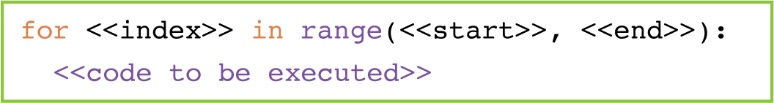 for <<index>> in range(<<start>>, <<end>>):
<<code to be executed>>